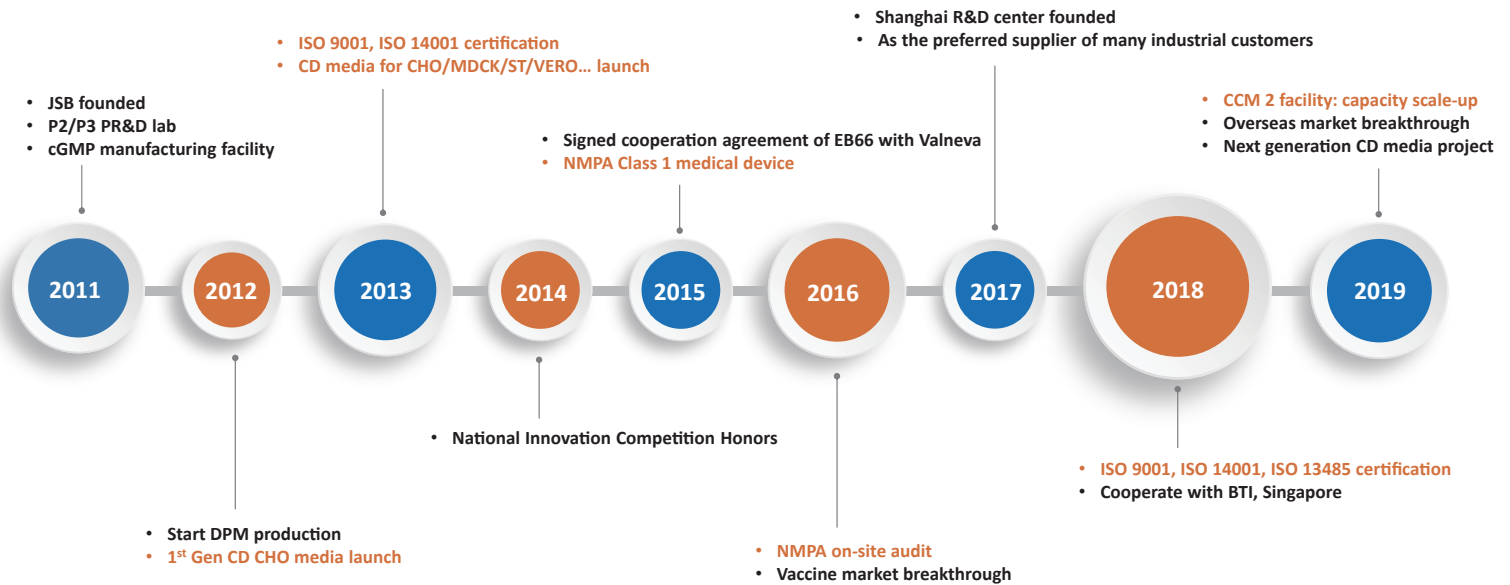 • Shanghai R&D center founded
• As the preferred supplier of many industrial customers
• ISO 9001, ISO 14001 certification
• CD media for CHO/MDCK/ST/VERO... launch
• JSB founded
• P2/P3 PR&D lab
• cGMP manufacturing facility
• Signed cooperation agreement of EB66 with Valneva
• NMPA Class 1 medical device
• CCM 2 facility: capacity scale-up
• Overseas market breakthrough
• Next generation CD media project
2011
2012
2013
2014
2015
2016
2017
2018
2019
• National Innovation Competition Honors
• ISO 9001, ISO 14001, ISO 13485 certification
• Cooperate with BTI, Singapore
• Start DPM production
• 1st Gen CD CHO media launch
• NMPA on-site audit
• Vaccine market breakthrough